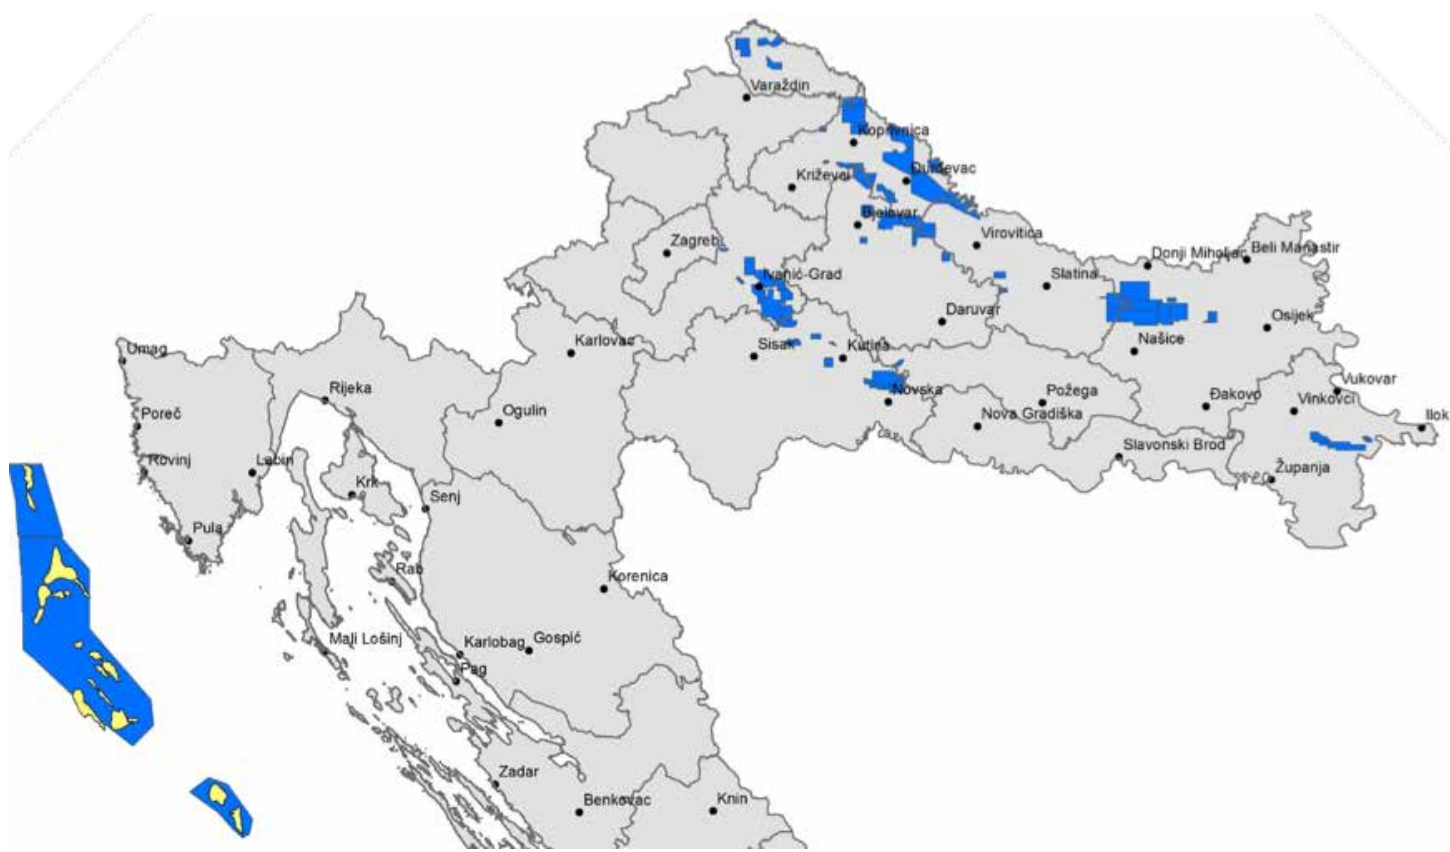 Varaždin
Koprivnica
Đurđevac
Križevci
Bjelovar
Zagreb
Virovitica
Donji Miholjac
Beli Manastir
Ivanić-Grad
Slatina
Daruvar
Osijek
Karlovac
Sisak
Kutina
Našice
Umag
Rijeka
Novska
Požega
Đakovo
Vukovar
Vinkovci
Ilok
Poreč
Ogulin
Nova Gradiška
Slavonski Brod
Rovinj
Labin
Krk
Senj
Županja
Pula
Rab
Korenica
Mali Lošinj
Karlobag
Gospić
Pag
Zadar
Benkovac
Knin